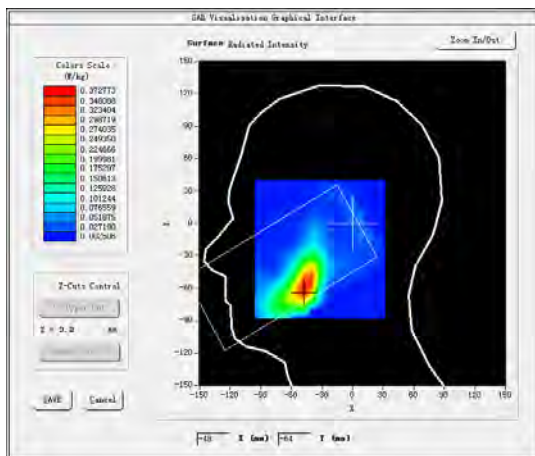 SAR Visualisation Graphical Interface
Surface Radiated Intensity
Zoom In/Out
Colors Scale
(W/kg)
0.372773
0.348088
0.323404
0.298719
0.274035
0.249350
0.224666
0.199981
0.175297
0.150613
0.125928
0.101244
0.076559
0.051875
0.027190
0.002506
150
120
90
60
30
0
-30
-60
-90
-120
-150
Y
-150 -120 -90 -60 -30 0 30 60 90 120 150
X
Z-Cuts Control
mm
SAVE Cancel
-48 X (mm) -64 Y (mm)